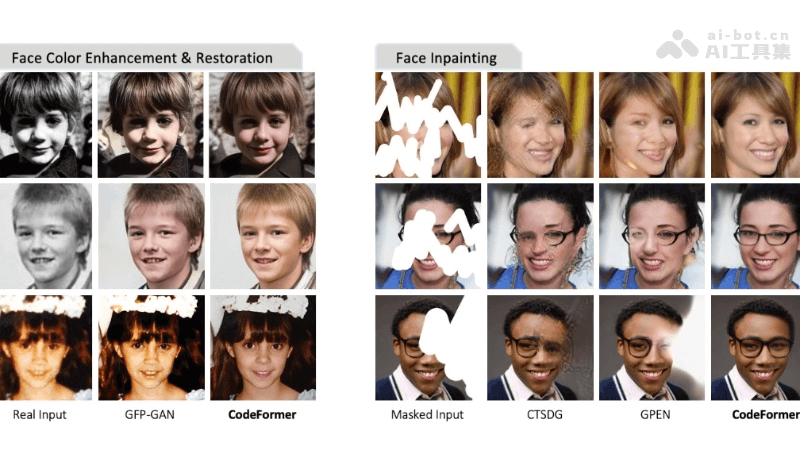 ai-bot.cn
AI工具集
Face Color Enhancement & Restoration
Face Inpainting
Real Input
GFP-GAN
CodeFormer
Masked Input
CTSDG
GPEN
CodeFormer